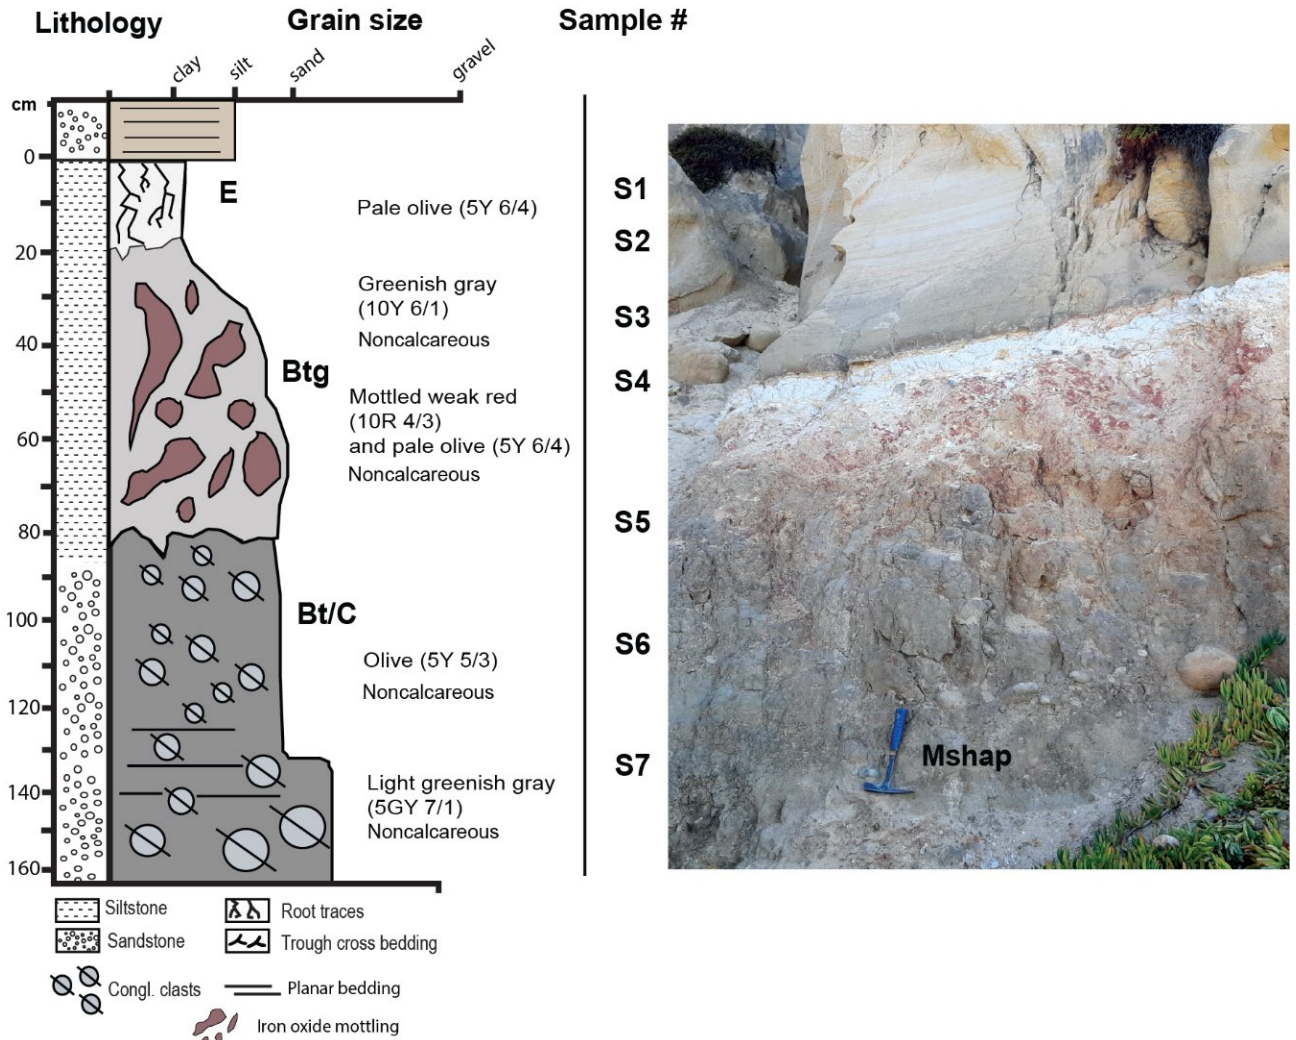 Lithology
Grain size
Sample #
clay
silt
sand
gravel
cm
0
20
40
60
80
100
120
140
160
E
Pale olive (5Y 6/4)
Greenish gray
(10Y 6/1)
Noncalcareous
Btg
Mottled weak red
(10R 4/3)
and pale olive (5Y 6/4)
Noncalcareous
Bt/C
Olive (5Y 5/3)
Noncalcareous
Light greenish gray
(5GY 7/1)
Noncalcareous
S1
S2
S3
S4
S5
S6
S7
Mshap
Siltstone
Root traces
Sandstone
Trough cross bedding
Congl. clasts
Planar bedding
Iron oxide mottling